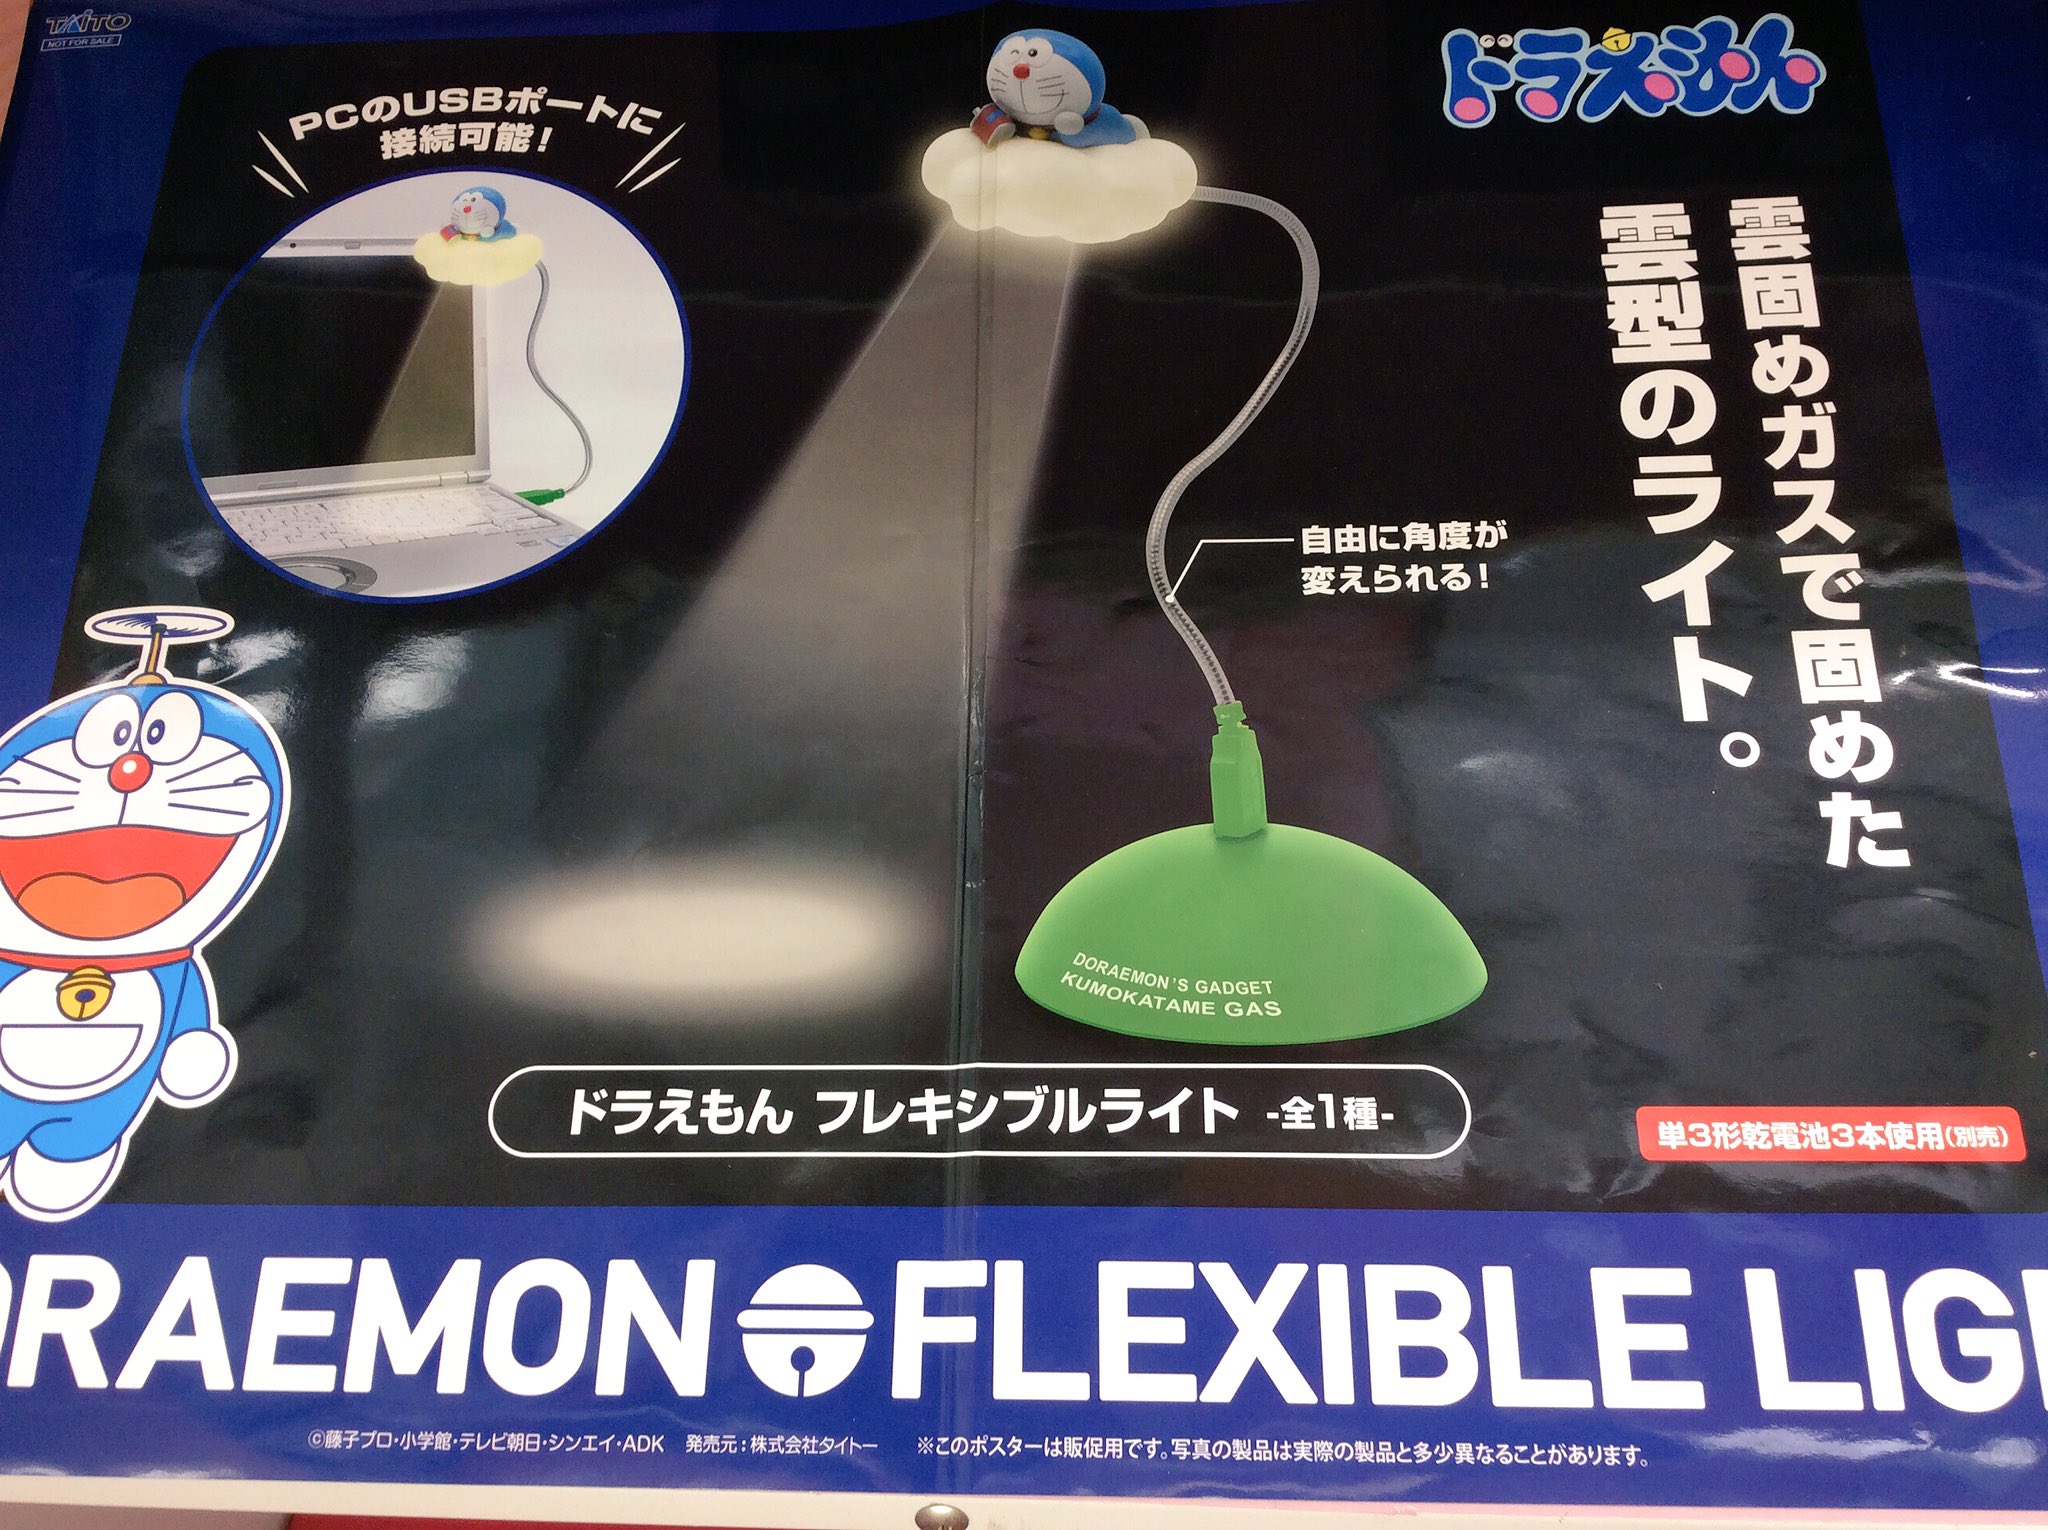 TAITO
NOT FOR SALE
ドラえもん
PCのUSBポートに
接続可能!
雲固めガスで固めた
雲型のライト。
自由に角度が
変えられる!
DORAEMON'S GADGET
KUMOKATAME GAS
ドラえもん フレキシブルライト -全1種-
単3形乾電池3本使用(別売)
ORAEMON FLEXIBLE LIG
©藤子プロ・小学館・テレビ朝日・シンエイ・ADK 発売元:株式会社タイトー ※このポスターは販促用です。写真の製品は実際の製品と多少異なることがあります。